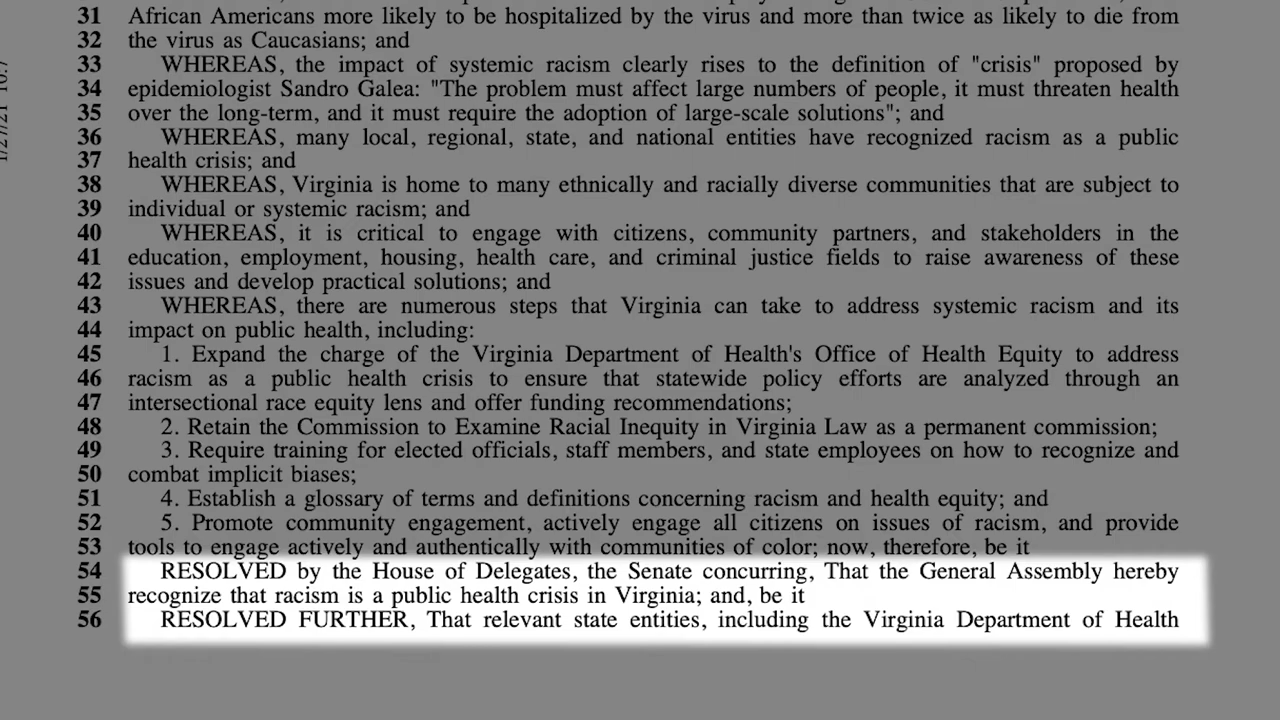 31 African Americans more likely to be hospitalized by the virus and more than twice as likely to die from
32 the virus as Caucasians; and
33 WHEREAS, the impact of systemic racism clearly rises to the definition of "crisis" proposed by
34 epidemiologist Sandro Galea: "The problem must affect large numbers of people, it must threaten health
35 over the long-term, and it must require the adoption of large-scale solutions"; and
36 WHEREAS, many local, regional, state, and national entities have recognized racism as a public
37 health crisis; and
38 WHEREAS, Virginia is home to many ethnically and racially diverse communities that are subject to
39 individual or systemic racism; and
40 WHEREAS, it is critical to engage with citizens, community partners, and stakeholders in the
41 education, employment, housing, health care, and criminal justice fields to raise awareness of these
42 issues and develop practical solutions; and
43 WHEREAS, there are numerous steps that Virginia can take to address systemic racism and its
44 impact on public health, including:
45 1. Expand the charge of the Virginia Department of Health's Office of Health Equity to address
46 racism as a public health crisis to ensure that statewide policy efforts are analyzed through an
47 intersectional race equity lens and offer funding recommendations;
48 2. Retain the Commission to Examine Racial Inequity in Virginia Law as a permanent commission;
49 3. Require training for elected officials, staff members, and state employees on how to recognize and
50 combat implicit biases;
51 4. Establish a glossary of terms and definitions concerning racism and health equity; and
52 5. Promote community engagement, actively engage all citizens on issues of racism, and provide
53 tools to engage actively and authentically with communities of color; now, therefore, be it
54 RESOLVED by the House of Delegates, the Senate concurring, That the General Assembly hereby
55 recognize that racism is a public health crisis in Virginia; and, be it
56 RESOLVED FURTHER, That relevant state entities, including the Virginia Department of Health